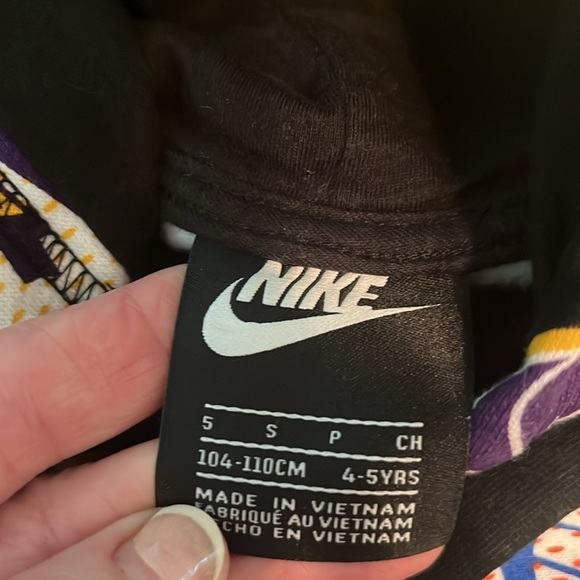 NIKE
5 S P CH
104-110CM 4-5YRS
MADE IN VIETNAM
FABRIQUÉ AU VIETNAM
HECHO EN VIETNAM